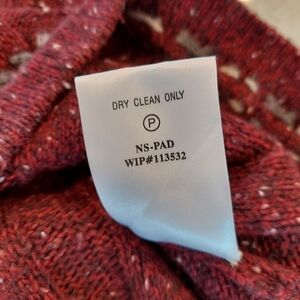 DRY CLEAN ONLY
P
NS-PAD
WIP#113532